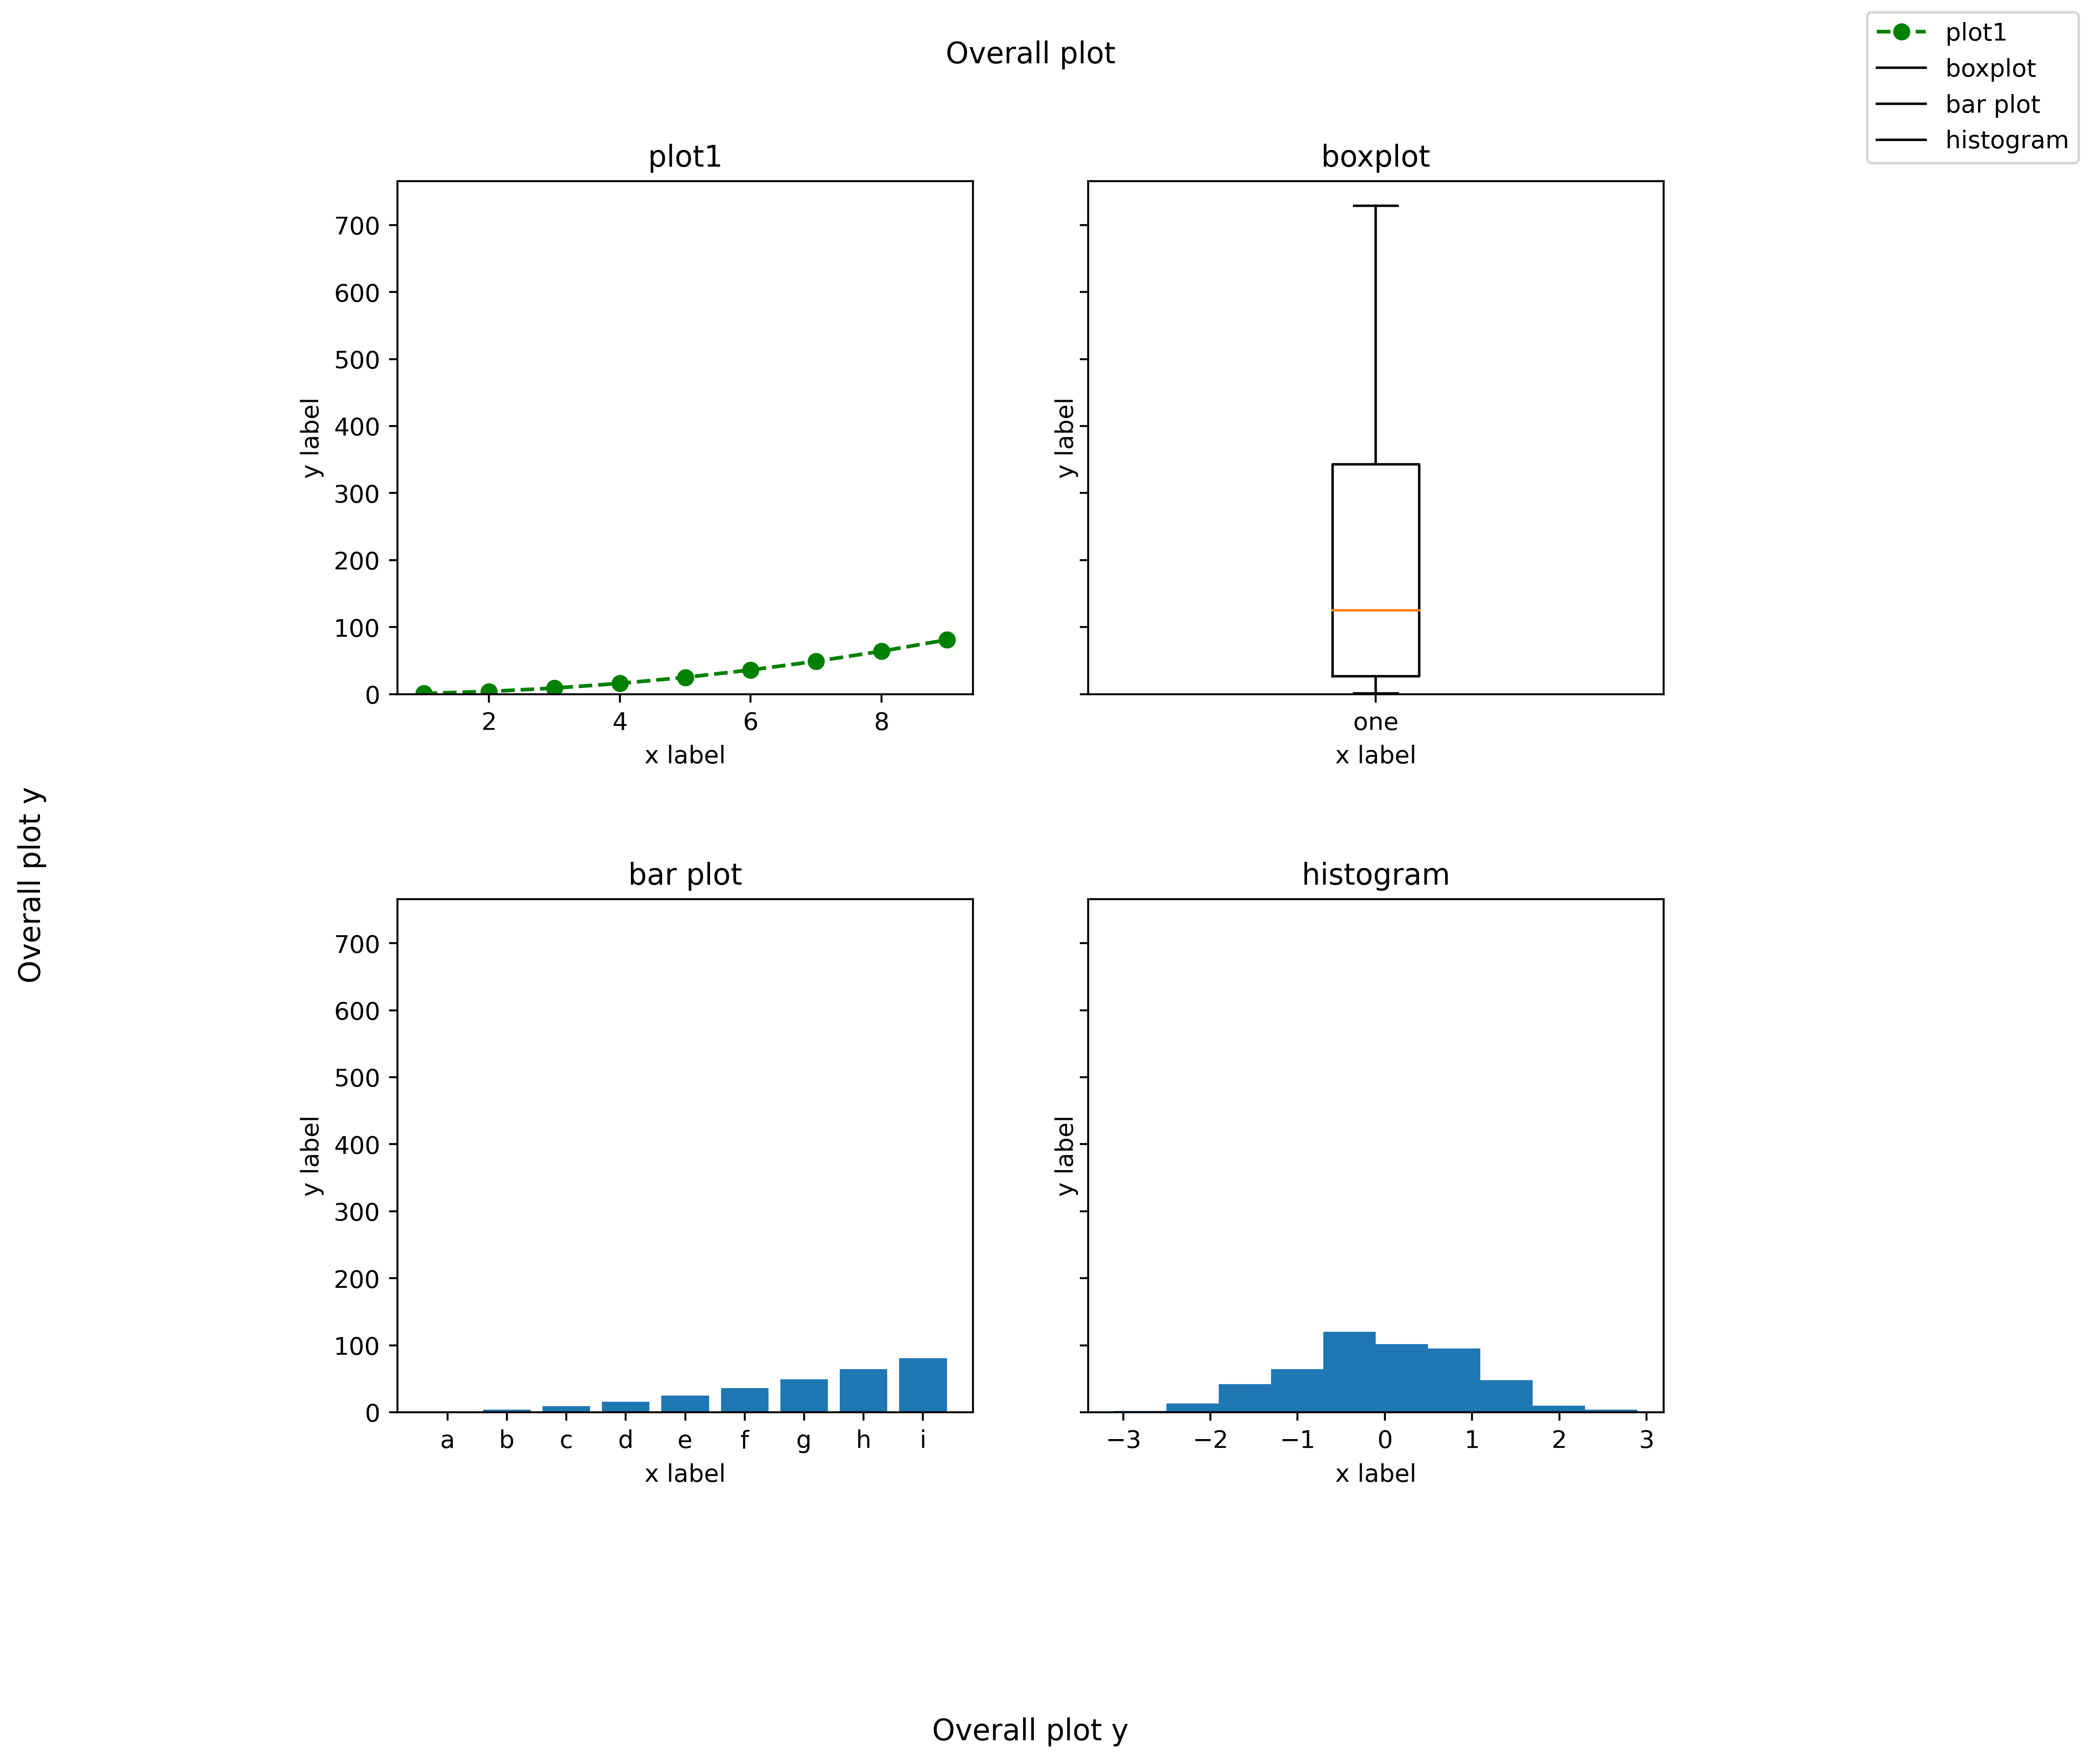 Overall plot
plot1
boxplot
bar plot
histogram
plot1
700
600
500
400
300
200
100
0
y label
2 4 6 8
x label
boxplot
y label
one
x label
Overall plot y
bar plot
700
600
500
400
300
200
100
0
y label
a b c d e f g h i
x label
histogram
y label
−3 −2 −1 0 1 2 3
x label
Overall plot y